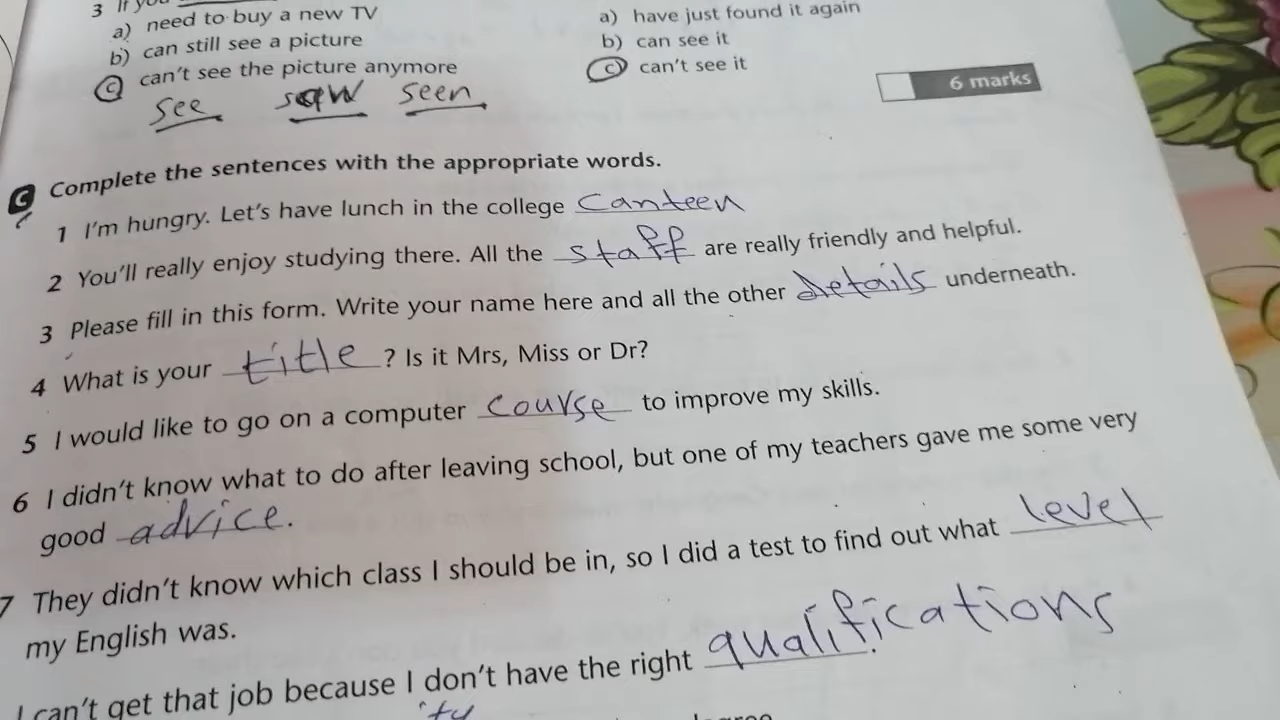 3 If you
a) need to buy a new TV
b) can still see a picture
c can't see the picture anymore
see saw seen
a) have just found it again
b) can see it
c can't see it
6 marks
C Complete the sentences with the appropriate words.
1 I'm hungry. Let's have lunch in the college canteen
2 You'll really enjoy studying there. All the staff are really friendly and helpful.
3 Please fill in this form. Write your name here and all the other details underneath.
4 What is your title ? Is it Mrs, Miss or Dr?
5 I would like to go on a computer course to improve my skills.
6 I didn't know what to do after leaving school, but one of my teachers gave me some very
good advice.
7 They didn't know which class I should be in, so I did a test to find out what level
my English was.
I can't get that job because I don't have the right qualifications
ty degree